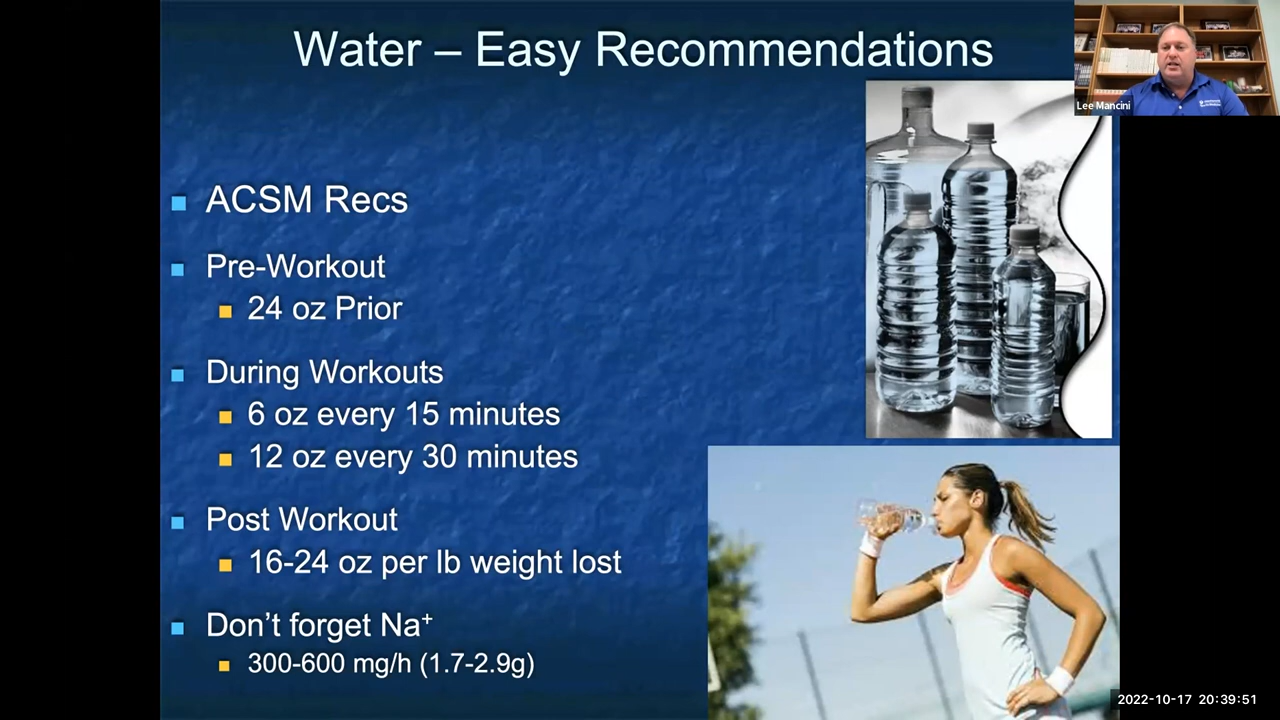 Water – Easy Recommendations
Lee Mancini
ACSM Recs
Pre-Workout
24 oz Prior
During Workouts
6 oz every 15 minutes
12 oz every 30 minutes
Post Workout
16-24 oz per lb weight lost
Don’t forget Na⁺
300-600 mg/h (1.7-2.9g)
2022-10-17 20:39:51